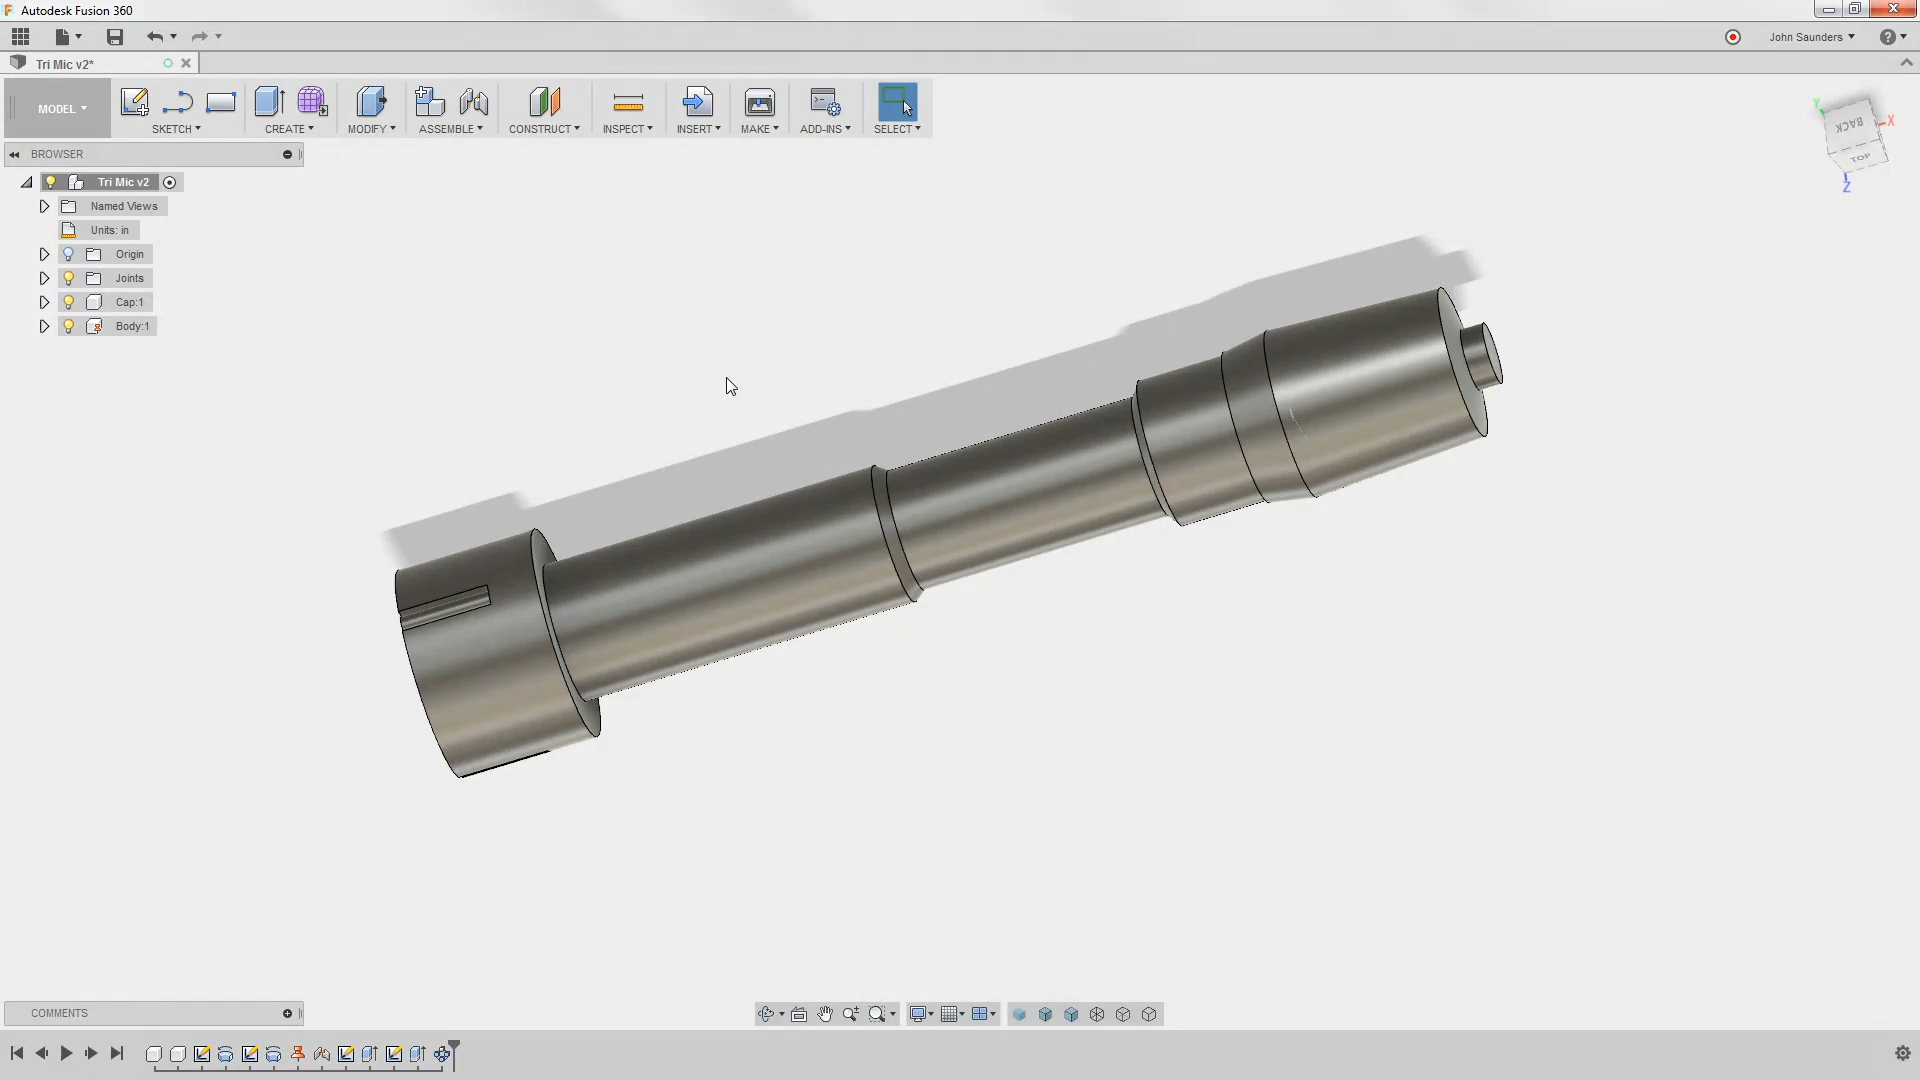 Autodesk Fusion 360
John Saunders
Tri Mic v2*
MODEL
SKETCH
CREATE
MODIFY
ASSEMBLE
CONSTRUCT
INSPECT
INSERT
MAKE
ADD-INS
SELECT
Y
X
BACK
TOP
Z
BROWSER
Tri Mic v2
Named Views
Units: in
Origin
Joints
Cap:1
Body:1
COMMENTS